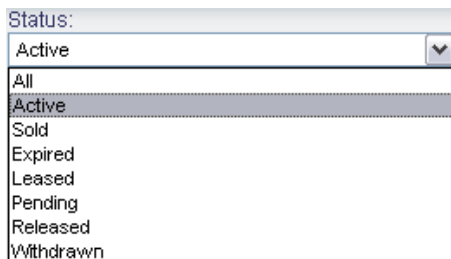 Status:
Active
All
Active
Sold
Expired
Leased
Pending
Released
Withdrawn